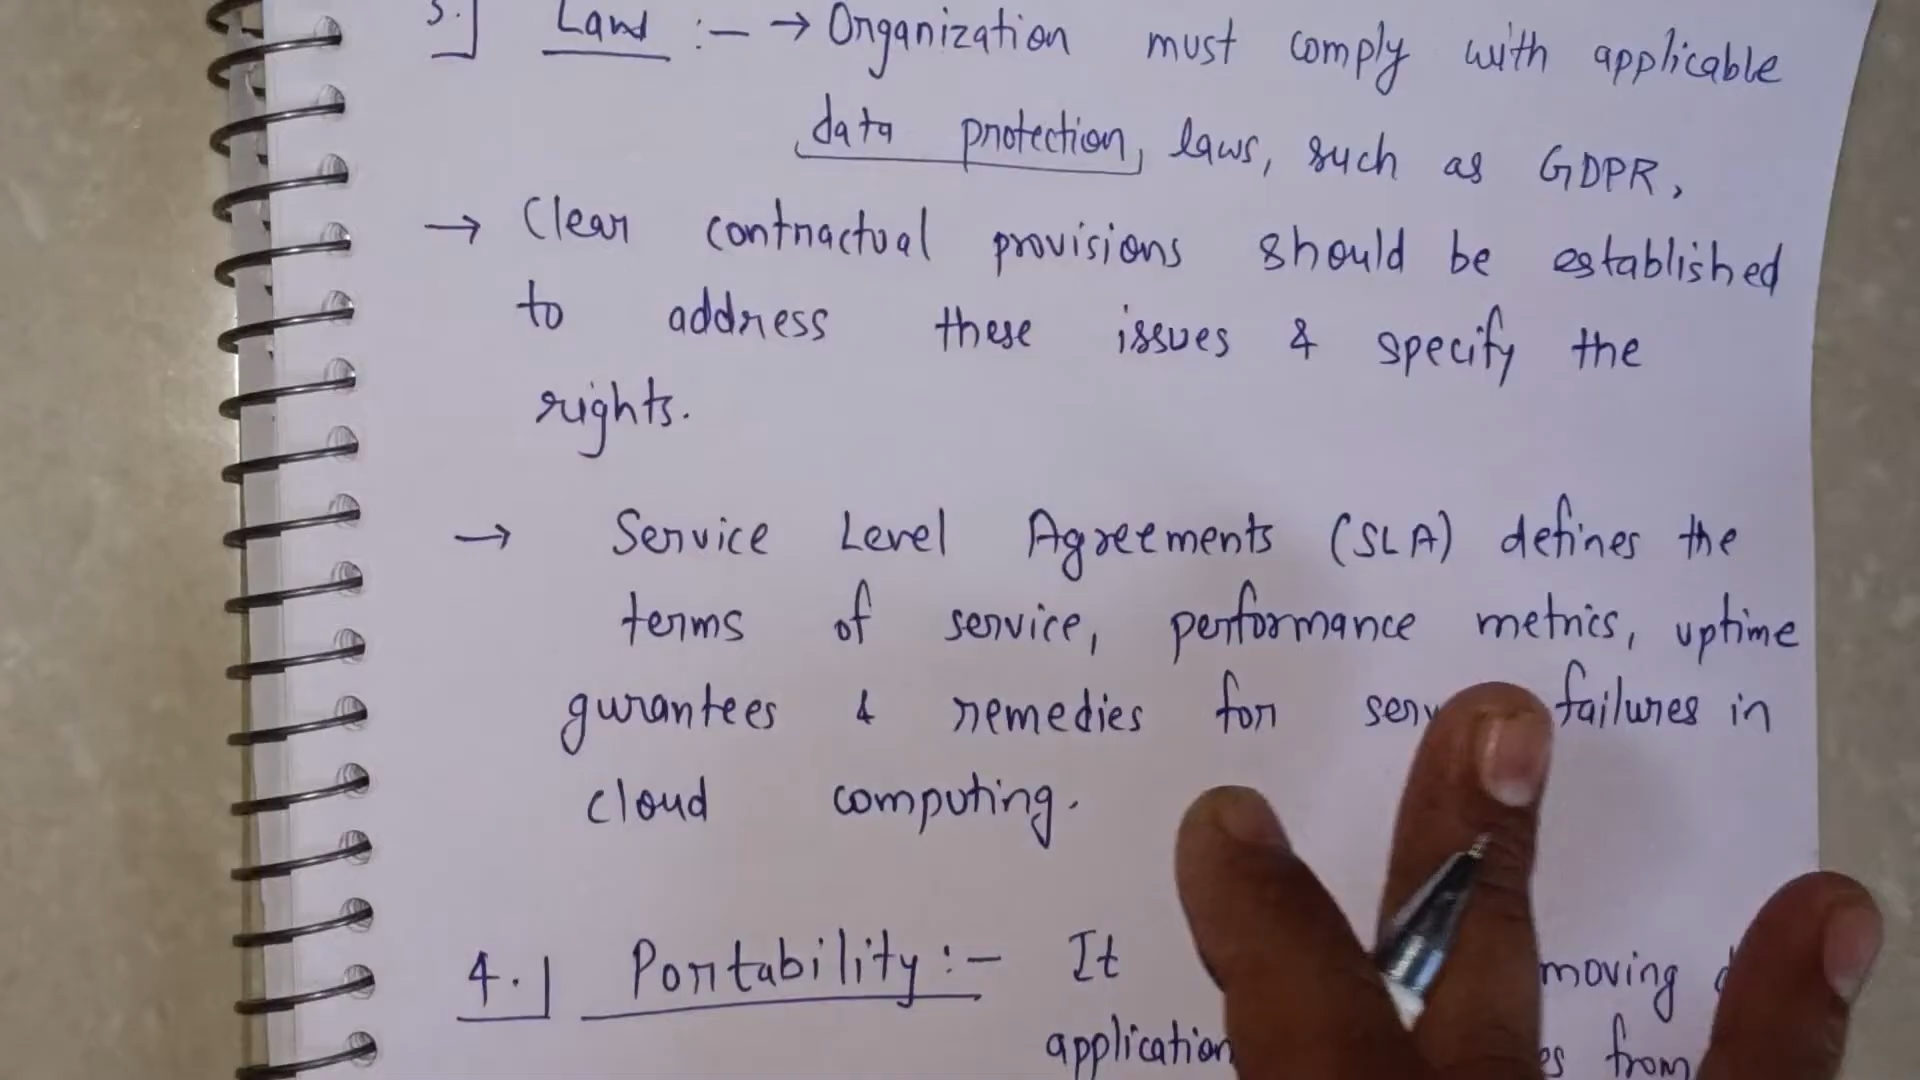 3.] Law :- → Organization must comply with applicable
data protection, laws, such as GDPR,
→ Clear contractual provisions should be established
to address these issues & specify the
rights.
→ Service Level Agreements (SLA) defines the
terms of service, performance metrics, uptime
gurantees & remedies for failures in
cloud computing.
4.] Portability :- It moving
application from